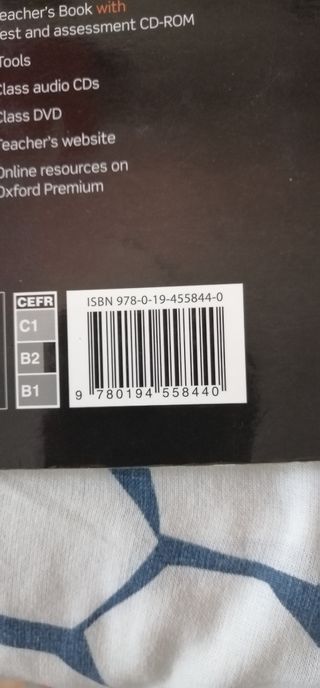 eacher's Book with
est and assessment CD-ROM
Tools
Class audio CDs
Class DVD
Teacher's website
Online resources on
Oxford Premium
CEFR
C1
B2
B1
ISBN 978-0-19-455844-0
9 780194 558440